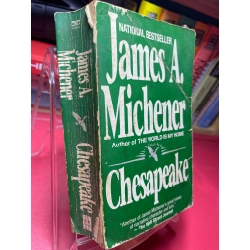 NATIONAL BESTSELLER
James A.
Michener
Author of THE WORLD IS MY HOME
Chesapeake
James A.
Michener
Chesapeake